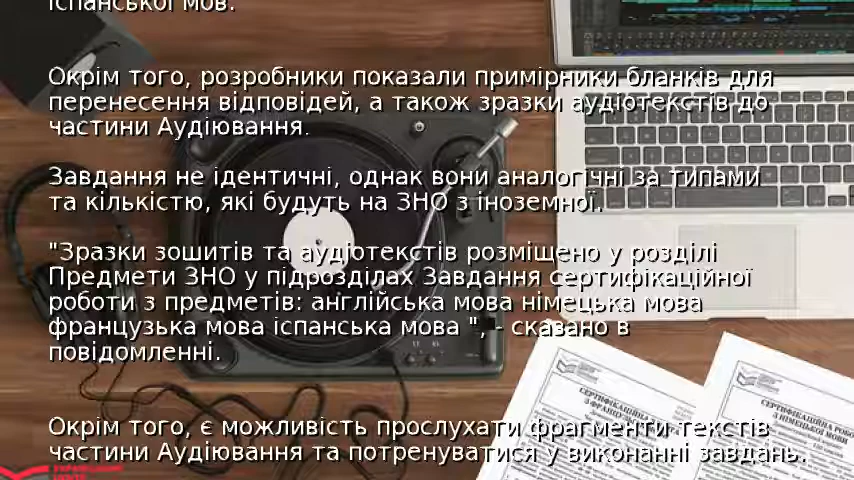 іспанської мов.
Окрім того, розробники показали примірники бланків для
перенесення відповідей, а також зразки аудіотекстів до
частини Аудіювання.
Завдання не ідентичні, однак вони аналогічні за типами
та кількістю, які будуть на ЗНО з іноземної.
"Зразки зошитів та аудіотекстів розміщено у розділі
Предмети ЗНО у підрозділах Завдання сертифікаційної
роботи з предметів: англійська мова німецька мова
французька мова іспанська мова ", - сказано в
повідомленні.
Окрім того, є можливість прослухати фрагменти текстів
частини Аудіювання та потренуватися у виконанні завдань.